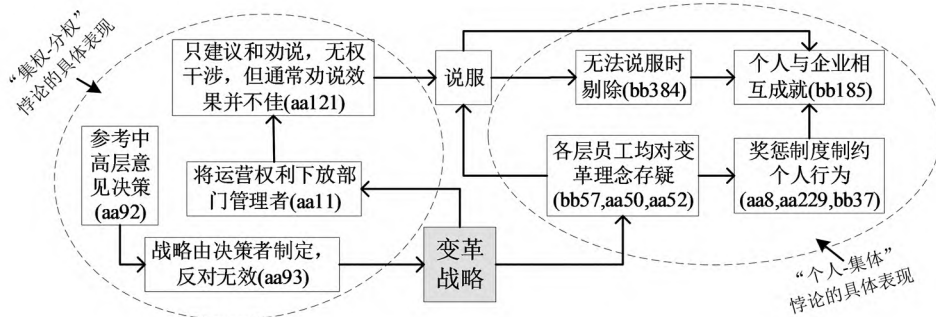 “集权-分权”
悖论的具体表现
只建议和劝说，无权
干涉，但通常劝说效
果并不佳(aa121)
说服
无法说服时
剔除(bb384)
个人与企业相
互成就(bb185)
参考中
高层意
见决策
(aa92)
将运营权利下放部
门管理者(aa11)
各层员工均对变
革理念存疑
(bb57,aa50,aa52)
奖惩制度制约
个人行为
(aa8,aa229,bb37)
战略由决策者制定，
反对无效(aa93)
变革
战略
“个人-集体”
悖论的具体表现